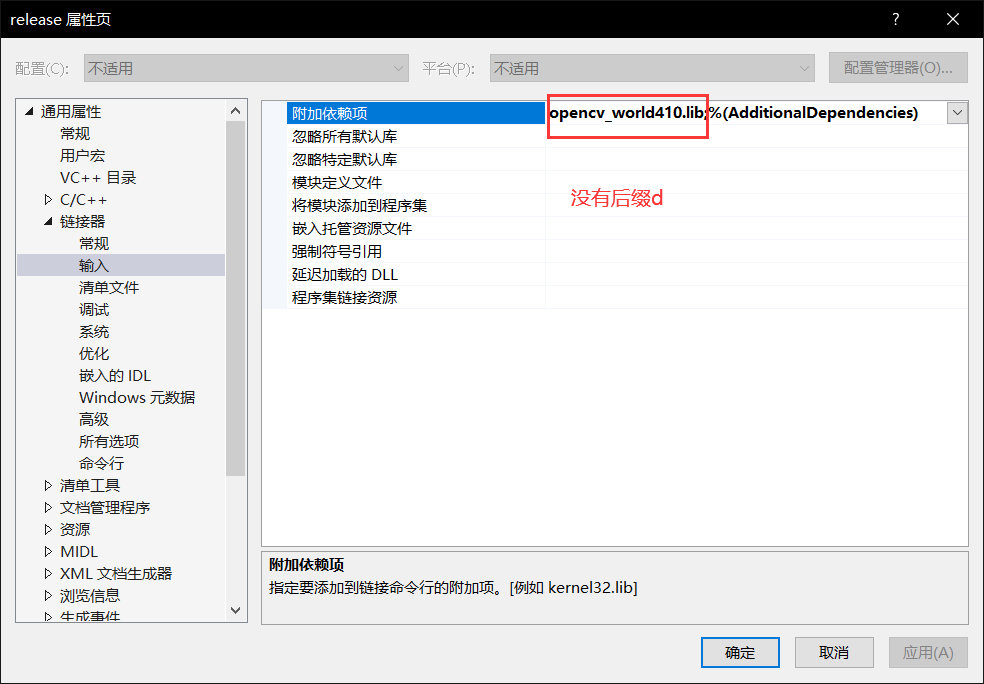 release 属性页
配置(C): 不适用 平台(P): 不适用 配置管理器(O)...
通用属性
常规
用户宏
VC++ 目录
C/C++
链接器
常规
输入
清单文件
调试
系统
优化
嵌入的 IDL
Windows 元数据
高级
所有选项
命令行
清单工具
文档管理程序
资源
MIDL
XML 文档生成器
浏览信息
生成事件
附加依赖项 opencv_world410.lib;%(AdditionalDependencies)
忽略所有默认库
忽略特定默认库
模块定义文件
将模块添加到程序集
嵌入托管资源文件
强制符号引用
延迟加载的 DLL
程序集链接资源
没有后缀d
附加依赖项
指定要添加到链接命令行的附加项。[例如 kernel32.lib]
确定 取消 应用(A)